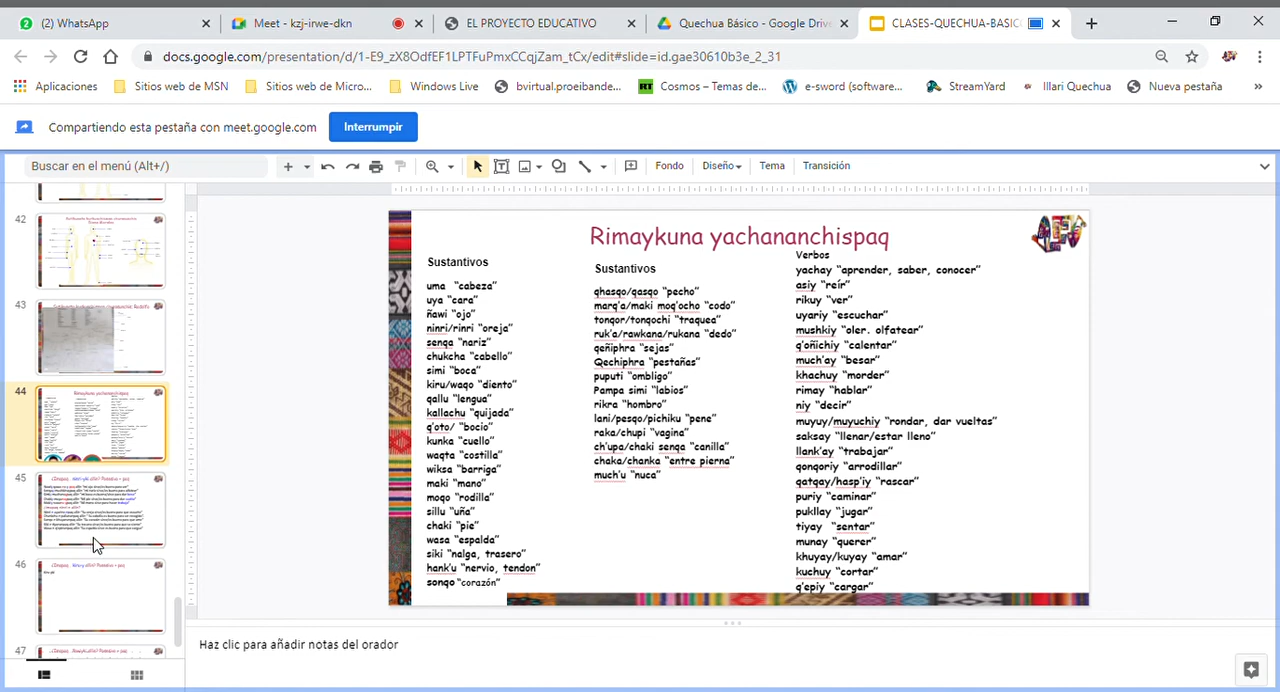 (2) WhatsApp
Meet - kzj-irwe-dkn
EL PROYECTO EDUCATIVO
Quechua Básico - Google Drive
CLASES-QUECHUA-BASIC
docs.google.com/presentation/d/1-E9_zX8OdfEF1LPTFuPmxCCqjZam_tCx/edit#slide=id.gae30610b3e_2_31
Aplicaciones
Sitios web de MSN
Sitios web de Micro...
Windows Live
bvirtual.proeibande...
Cosmos – Temas de...
e-sword (software...
StreamYard
Illari Quechua
Nueva pestaña
»
Compartiendo esta pestaña con meet.google.com
Interrumpir
Buscar en el menú (Alt+/)
Fondo
Diseño
Tema
Transición
42
43
44
Rimaykuna yachananchispaq
45
46
47
Rimaykuna yachananchispaq
Sustantivos
uma "cabeza"
uya "cara"
ñawi "ojo"
ninri/rinri "oreja"
senqa "nariz"
chukcha "cabello"
simi "boca"
kiru/waqo "diento"
qallu "lengua"
kallachu "quijada"
q'oto/ "bocio"
kunka "cuello"
waqta "costilla"
wiksa "barriga"
maki "mano"
moqo "rodilla"
sillu "uña"
chaki "pie"
wasa "espalda"
siki "nalga, trasero"
hank'u "nervio, tendon"
sonqo "corazón"
Sustantivos
qhasqo/qasqo "pecho"
marq'a/maki moq'ocho "codo"
tonqor/tonqochi "traquea"
ruk'a/rawkana/rukana "dedo"
qeñiphra "sejas"
Qechiphra "pestañas"
puputi "ombligo"
Pampa simi "labios"
rikra "hombro"
lani/pesqo/pichiku "pene"
raka/chupi "vagina"
ch'upa/chaki senqa "canilla"
chaka/chanka "entre pierna"
much'u "nuca"
Verbos
yachay "aprender, saber, conocer"
asiy "reír"
rikuy "ver"
uyariy "escuchar"
mushkiy "oler. olfatear"
q'oñichiy "calentar"
much'ay "besar"
khachuy "morder"
rimay "hablar"
niy "decir"
muyuy/muyuchiy "rondar, dar vueltas"
saksay "llenar/estar lleno"
llank'ay "trabajar"
qonqoriy "arrodillar"
qatqay/hasp'iy "rascar"
puriy "caminar"
pukllay "jugar"
tiyay "sentar"
munay "querer"
khuyay/kuyay "amar"
kuchuy "cortar"
q'epiy "cargar"
Haz clic para añadir notas del orador